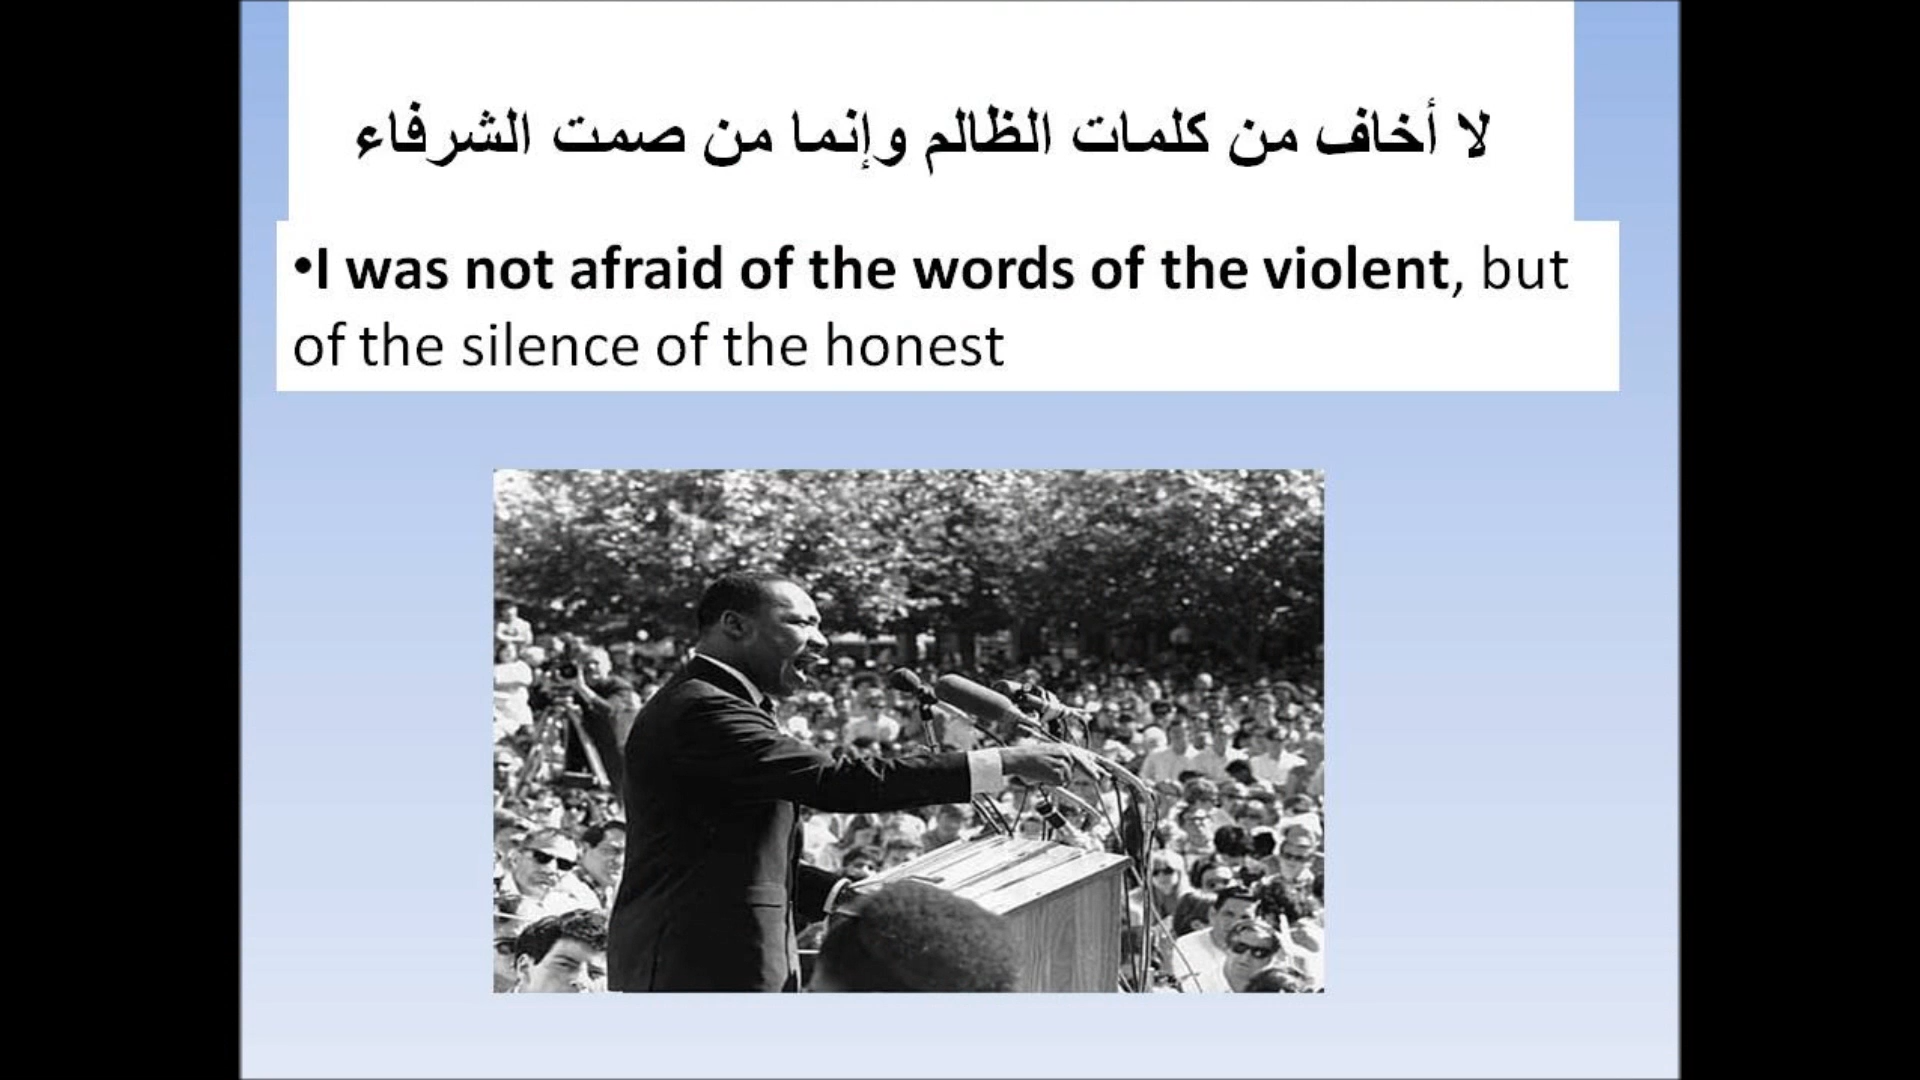 لا أخاف من كلمات الظالم وإنما من صمت الشرفاء
•I was not afraid of the words of the violent, but
of the silence of the honest